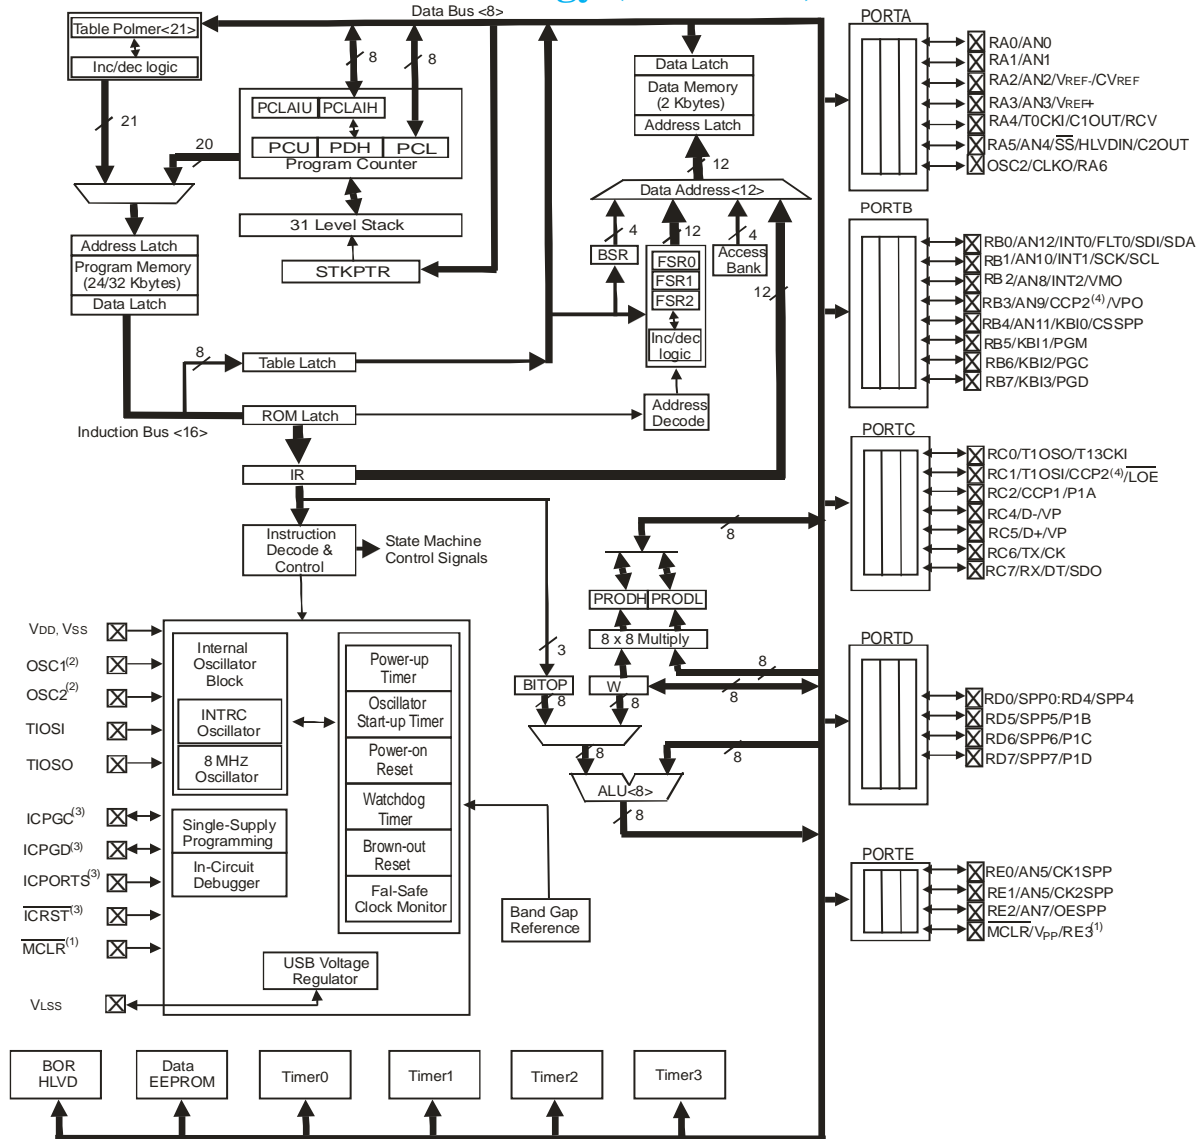 Data Bus <8>
Table Polmer<21>
Inc/dec logic
21
20
8
8
PCLAIU PCLAIH
PCU PDH PCL
Program Counter
31 Level Stack
STKPTR
Address Latch
Program Memory
(24/32 Kbytes)
Data Latch
8
Table Latch
ROM Latch
Induction Bus <16>
IR
Instruction
Decode &
Control
State Machine
Control Signals
Data Latch
Data Memory
(2 Kbytes)
Address Latch
12
Data Address<12>
4
12
4
BSR
FSR0
FSR1
FSR2
Inc/dec
logic
Access
Bank
12
Address
Decode
8
PRODH PRODL
8 x 8 Multiply
3
8
BITOP
W
8
8
8
8
8
ALU<8>
8
VDD, VSS
OSC1(2)
OSC2(2)
TIOSI
TIOSO
ICPGC(3)
ICPGD(3)
ICPORTS(3)
ICRST(3)
MCLR(1)
VLSS
Internal
Oscillator
Block
INTRC
Oscillator
8 MHZ
Oscillator
Single-Supply
Programming
In-Circuit
Debugger
Power-up
Timer
Oscillator
Start-up Timer
Power-on
Reset
Watchdog
Timer
Brown-out
Reset
Fal-Safe
Clock Monitor
Band Gap
Reference
USB Voltage
Regulator
BOR
HLVD
Data
EEPROM
Timer0
Timer1
Timer2
Timer3
PORTA
RA0/AN0
RA1/AN1
RA2/AN2/VREF-/CVREF
RA3/AN3/VREF+
RA4/T0CKI/C1OUT/RCV
RA5/AN4/SS/HLVDIN/C2OUT
OSC2/CLKO/RA6
PORTB
RB0/AN12/INT0/FLT0/SDI/SDA
RB1/AN10/INT1/SCK/SCL
RB2/AN8/INT2/VMO
RB3/AN9/CCP2(4)/VPO
RB4/AN11/KBI0/CSSPP
RB5/KBI1/PGM
RB6/KBI2/PGC
RB7/KBI3/PGD
PORTC
RC0/T1OSO/T13CKI
RC1/T1OSI/CCP2(4)/LOE
RC2/CCP1/P1A
RC4/D-/VP
RC5/D+/VP
RC6/TX/CK
RC7/RX/DT/SDO
PORTD
RD0/SPP0:RD4/SPP4
RD5/SPP5/P1B
RD6/SPP6/P1C
RD7/SPP7/P1D
PORTE
RE0/AN5/CK1SPP
RE1/AN5/CK2SPP
RE2/AN7/OESPP
MCLR/VPP/RE3(1)